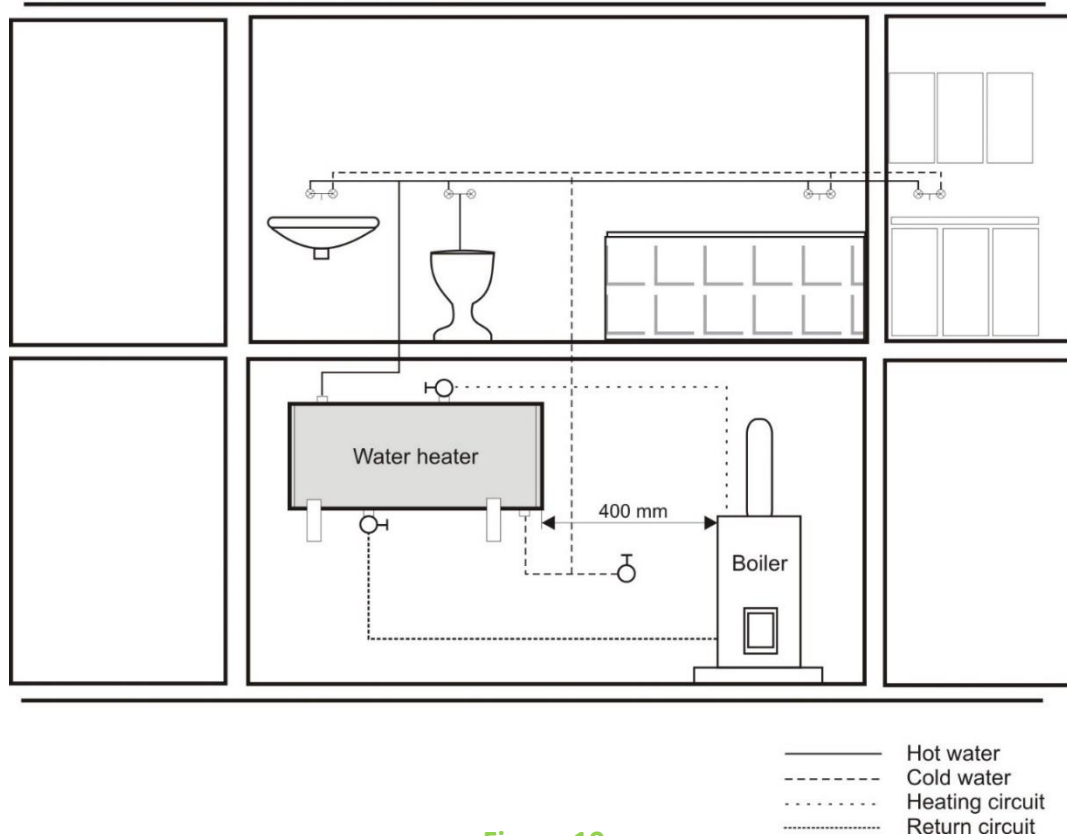 Water heater
400 mm
Boiler
Hot water
Cold water
Heating circuit
Return circuit
Figure